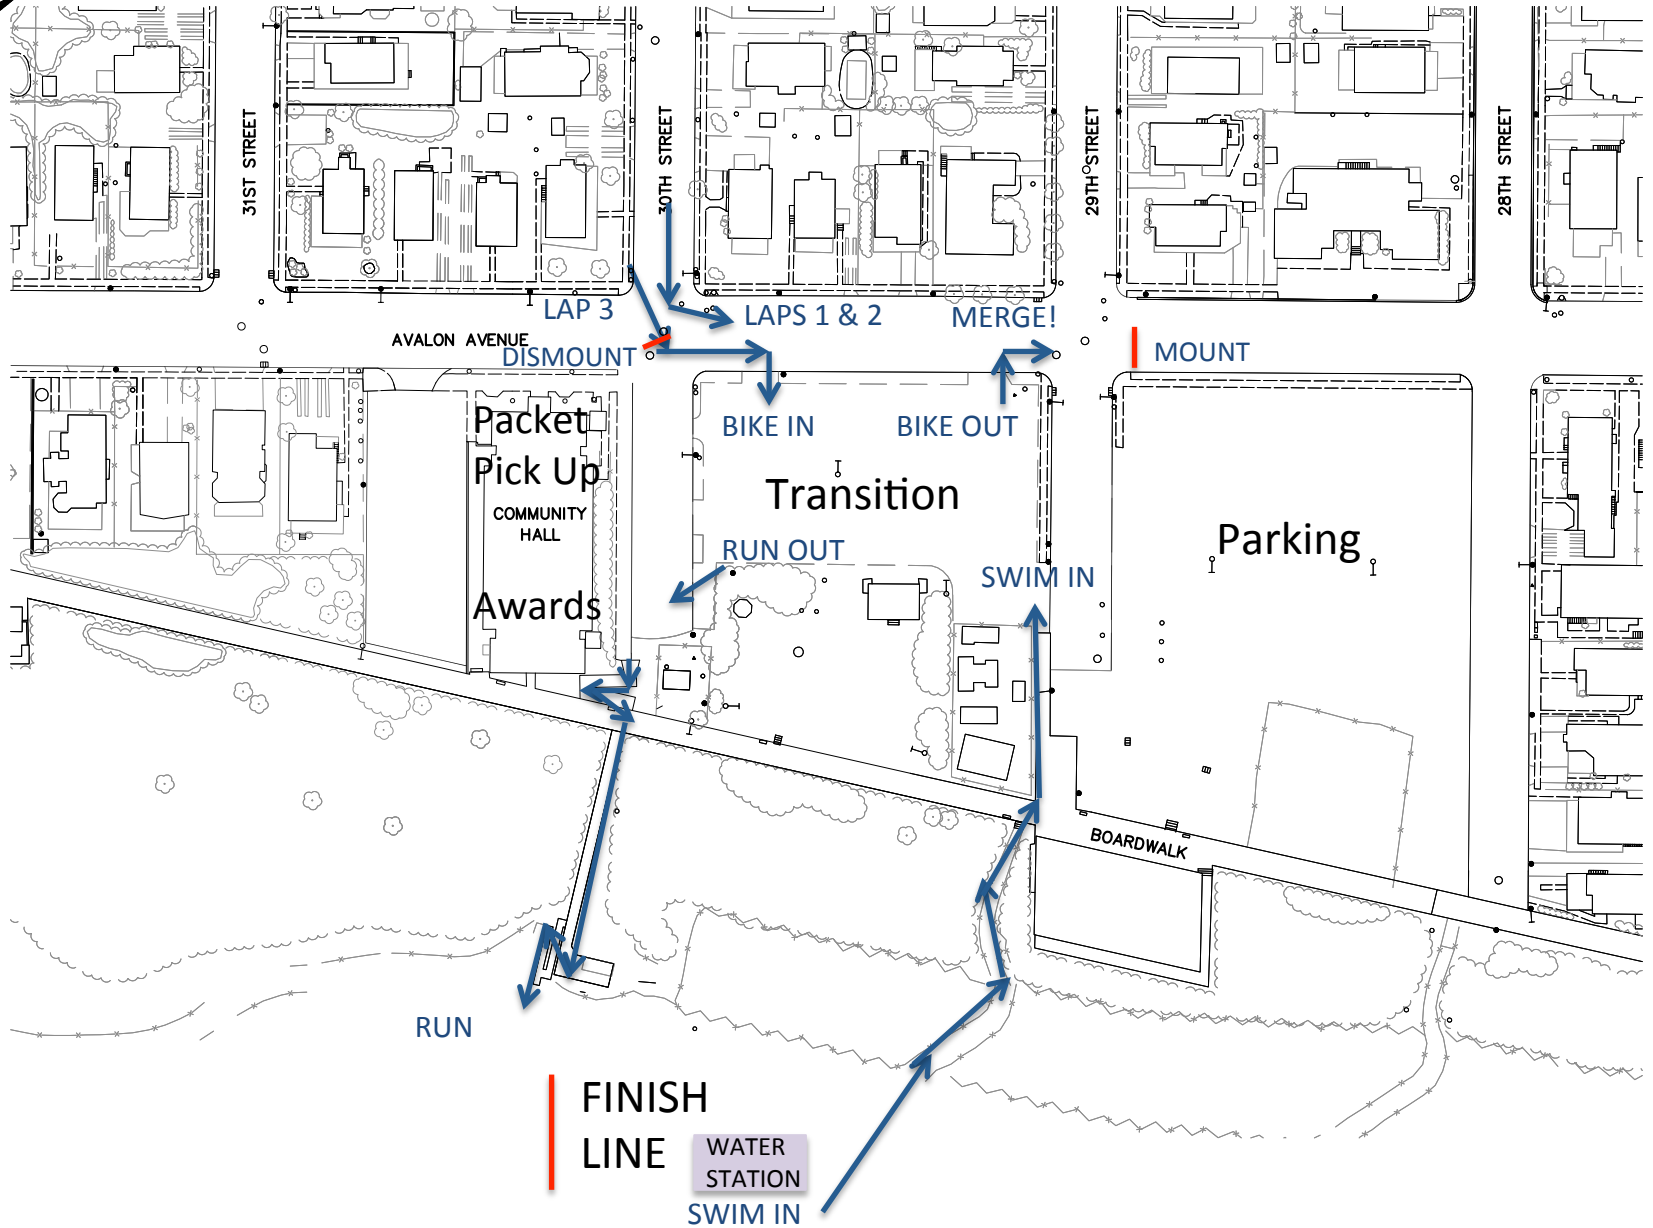 31ST STREET
30TH STREET
29TH STREET
28TH STREET
LAP 3
LAPS 1 & 2
MERGE!
AVALON AVENUE
DISMOUNT
MOUNT
Packet
Pick Up
BIKE IN
BIKE OUT
Transition
COMMUNITY
HALL
Parking
RUN OUT
SWIM IN
Awards
BOARDWALK
RUN
FINISH
LINE
WATER
STATION
SWIM IN